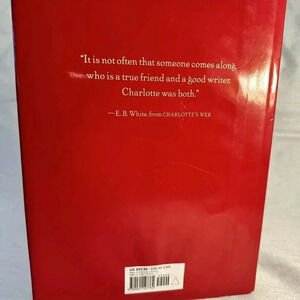 “It is not often that someone comes along
who is a true friend and a good writer.
Charlotte was both.”
— E. B. White, from CHARLOTTE'S WEB